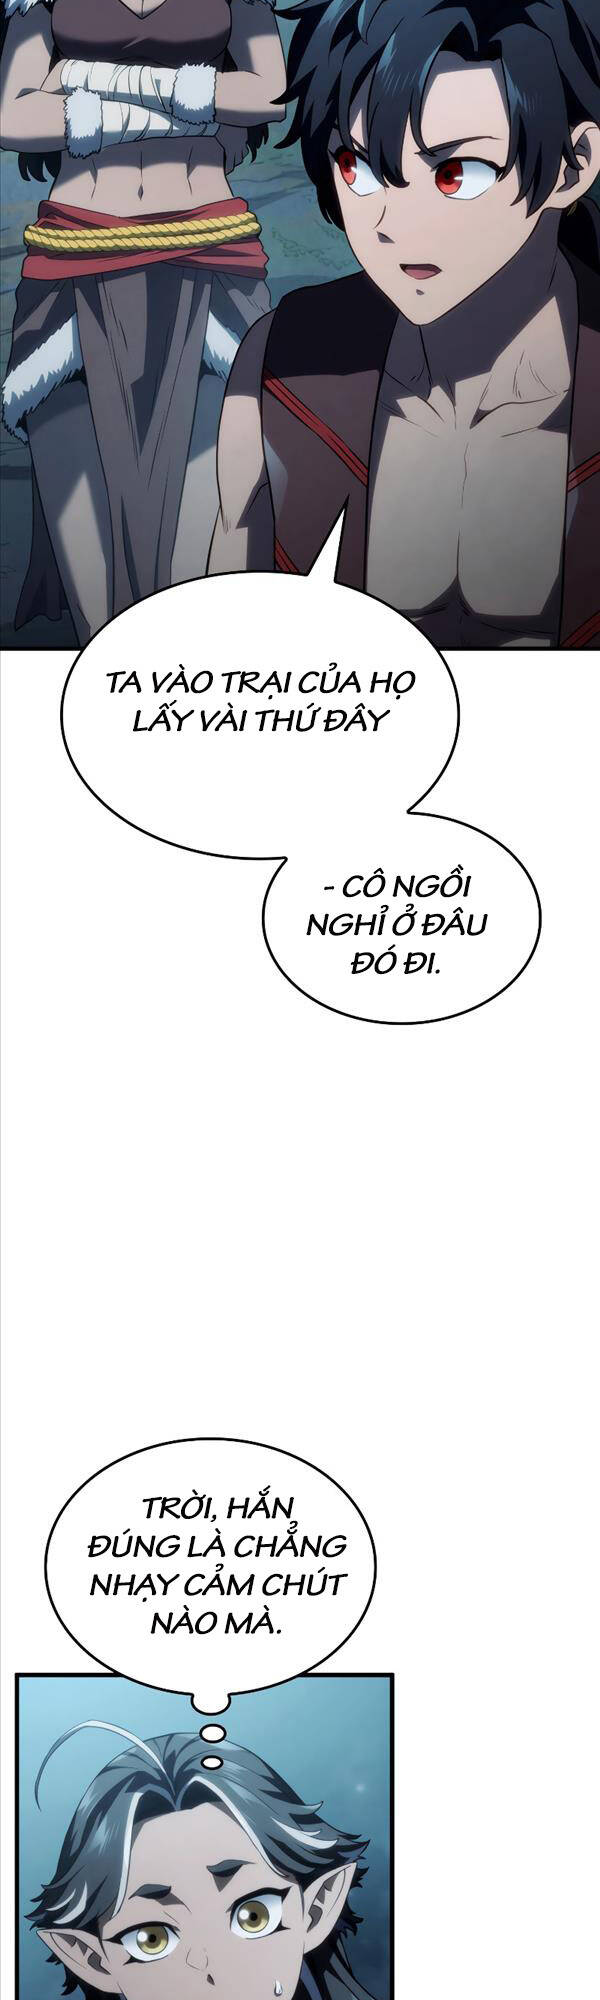 TA VÀO TRẠI CỦA HỌ
LẤY VÀI THỨ ĐÂY
- CÔ NGỒI
NGHỈ Ở ĐÂU
ĐÓ ĐI.
TRỜI, HẮN
ĐÚNG LÀ CHẲNG
NHẠY CẢM CHÚT
NÀO MÀ.